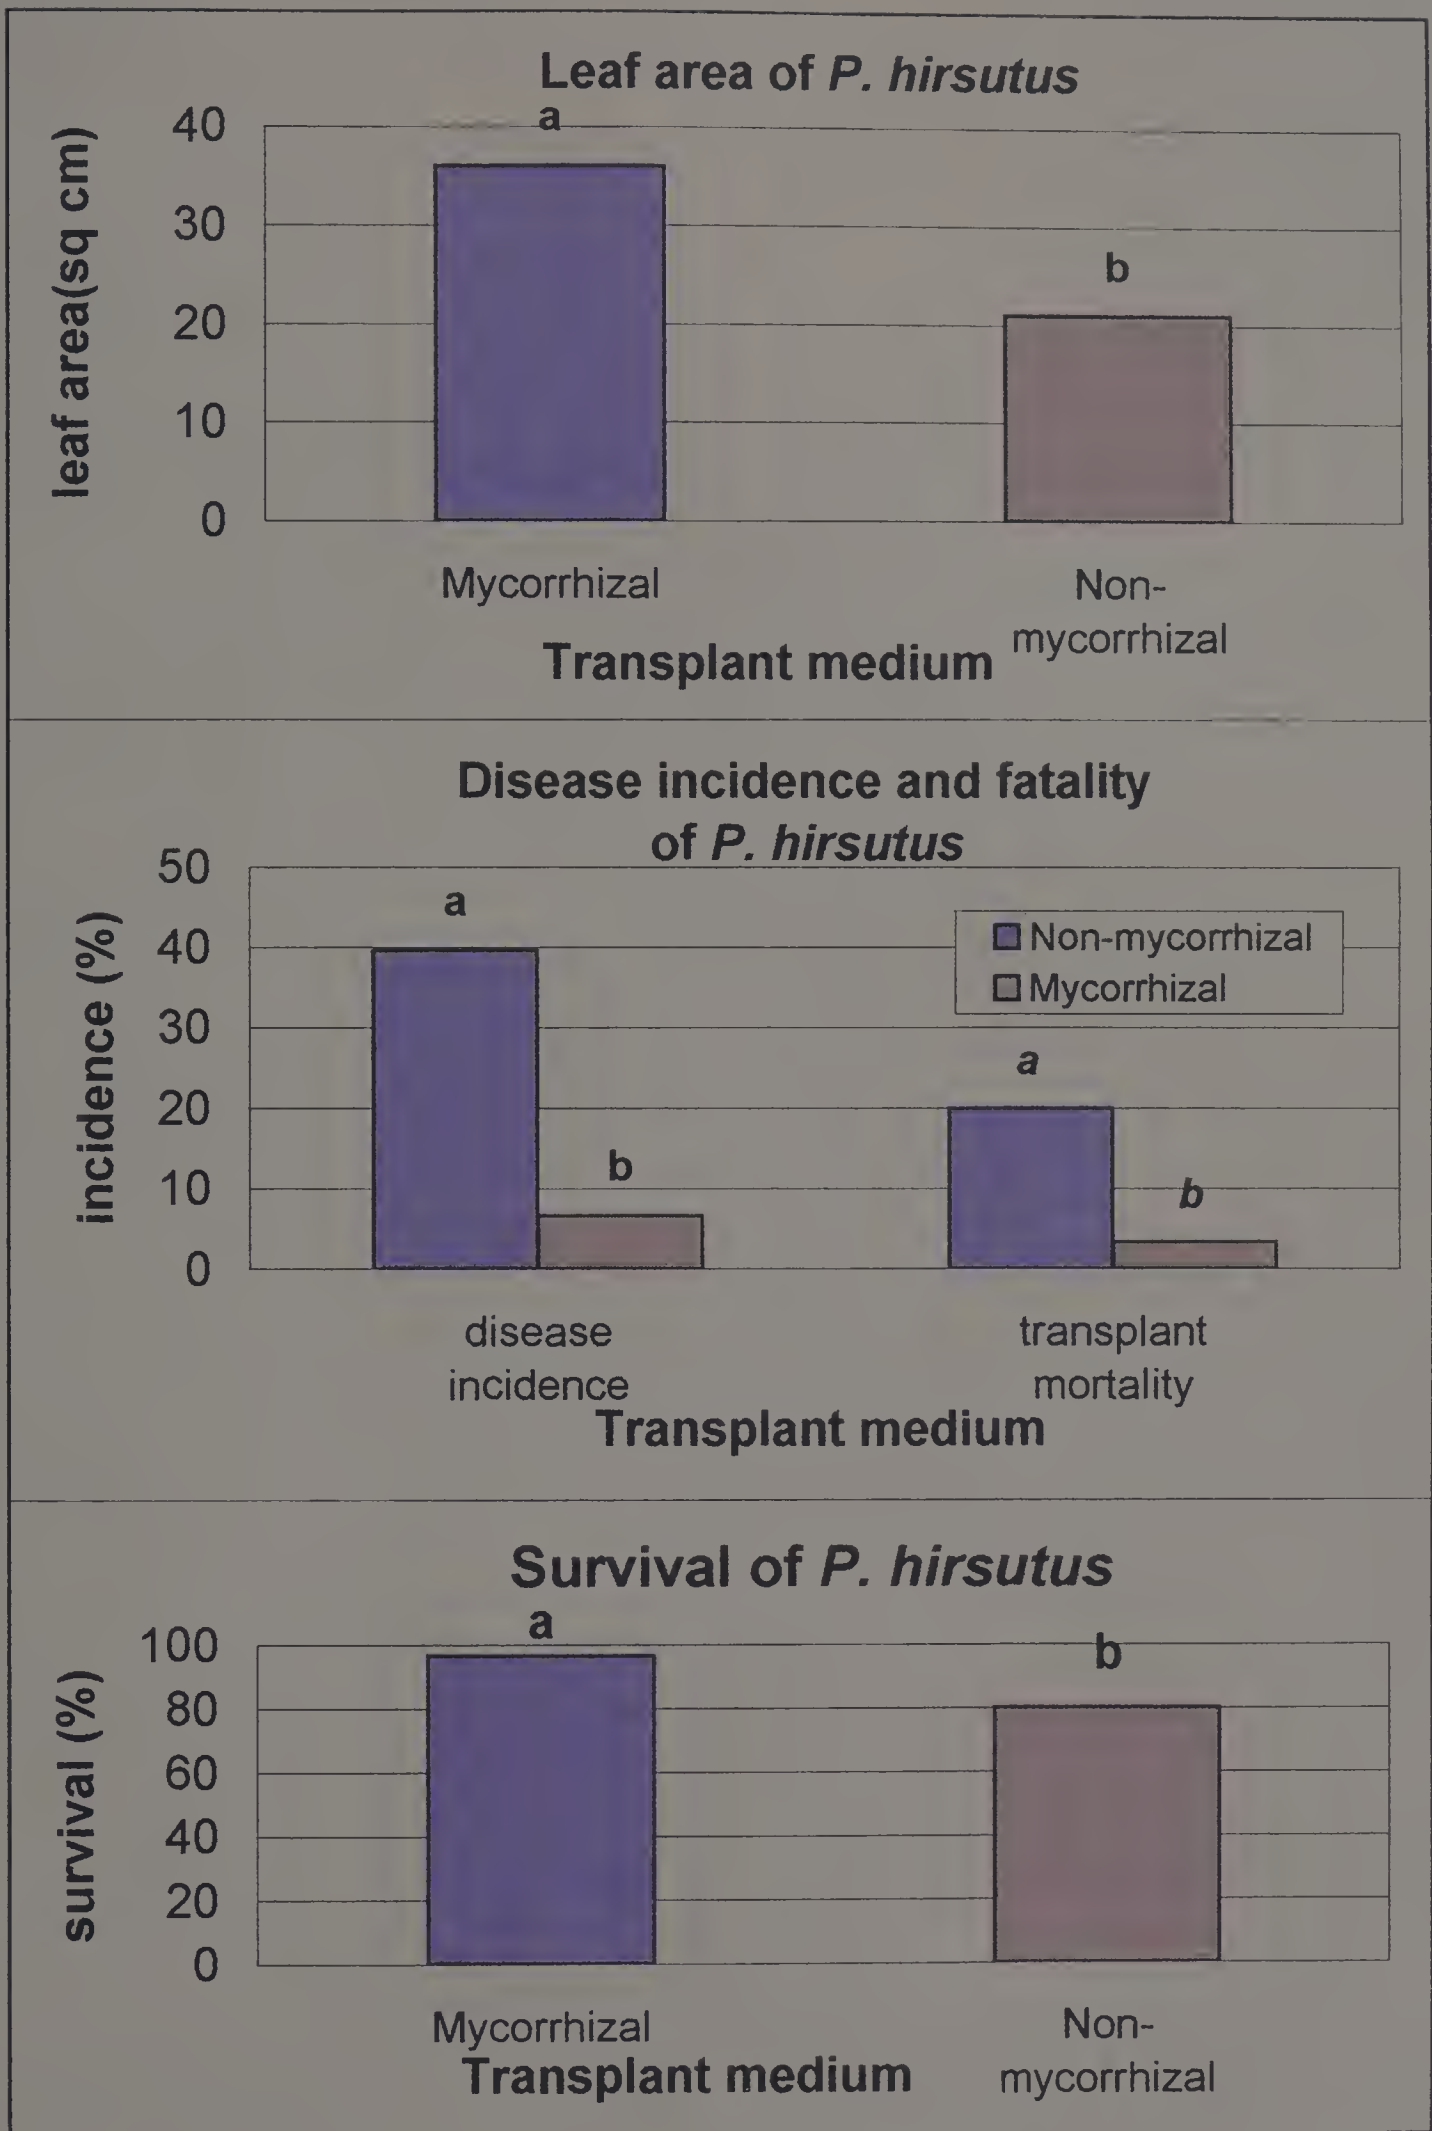 Leaf area of P. hirsutus
leaf area(sq cm)
40
30
20
10
0
a
b
Mycorrhizal
Non-
mycorrhizal
Transplant medium
Disease incidence and fatality
of P. hirsutus
incidence (%)
50
40
30
20
10
0
a
b
a
b
Non-mycorrhizal
Mycorrhizal
disease
incidence
transplant
mortality
Transplant medium
Survival of P. hirsutus
survival (%)
100
80
60
40
20
0
a
b
Mycorrhizal
Non-
mycorrhizal
Transplant medium